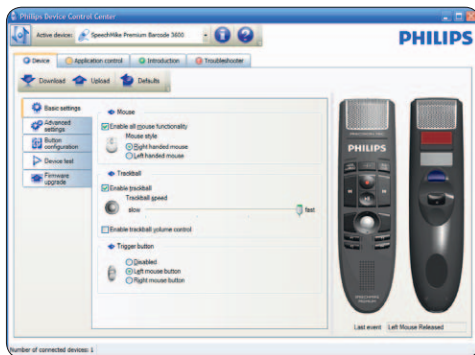 Philips Device Control Center
Active device: SpeechMike Premium Barcode 3600
PHILIPS
Device Application control Introduction Troubleshooter
Download Upload Defaults
Basic settings
Advanced settings
Button configuration
Device test
Firmware upgrade
Mouse
Enable all mouse functionality
Mouse style
Right handed mouse
Left handed mouse
Trackball
Enable trackball
Trackball speed
slow fast
Enable trackball volume control
Trigger button
Disabled
Left mouse button
Right mouse button
PHILIPS
Last event Left Mouse Released
Number of connected devices: 1